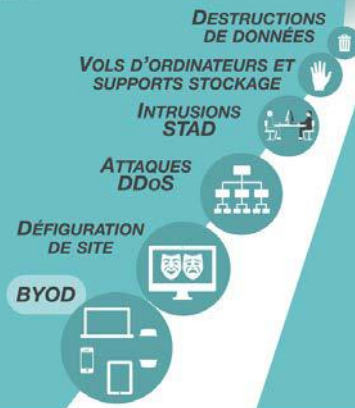 DESTRUCTIONS
DE DONNÉES
VOLS D'ORDINATEURS ET
SUPPORTS STOCKAGE
INTRUSIONS
STAD
ATTAQUES
DDOS
DÉFIGURATION
DE SITE
BYOD